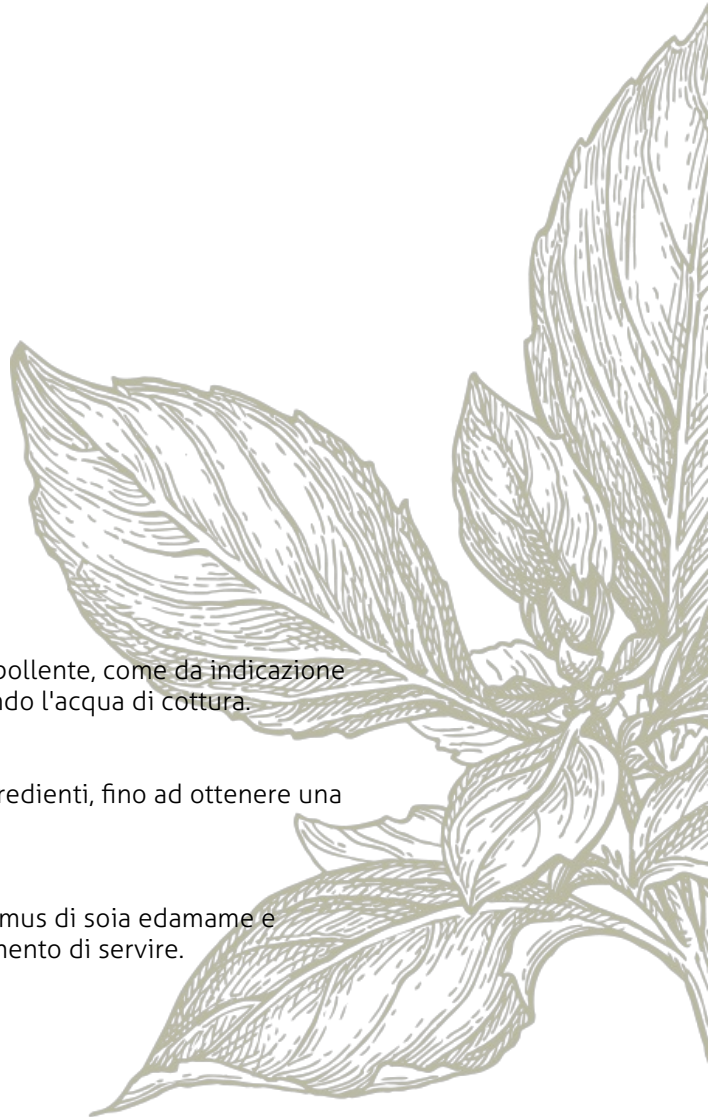 bollente, come da indicazione
ndo l'acqua di cottura.
redienti, fino ad ottenere una
mus di soia edamame e
mento di servire.